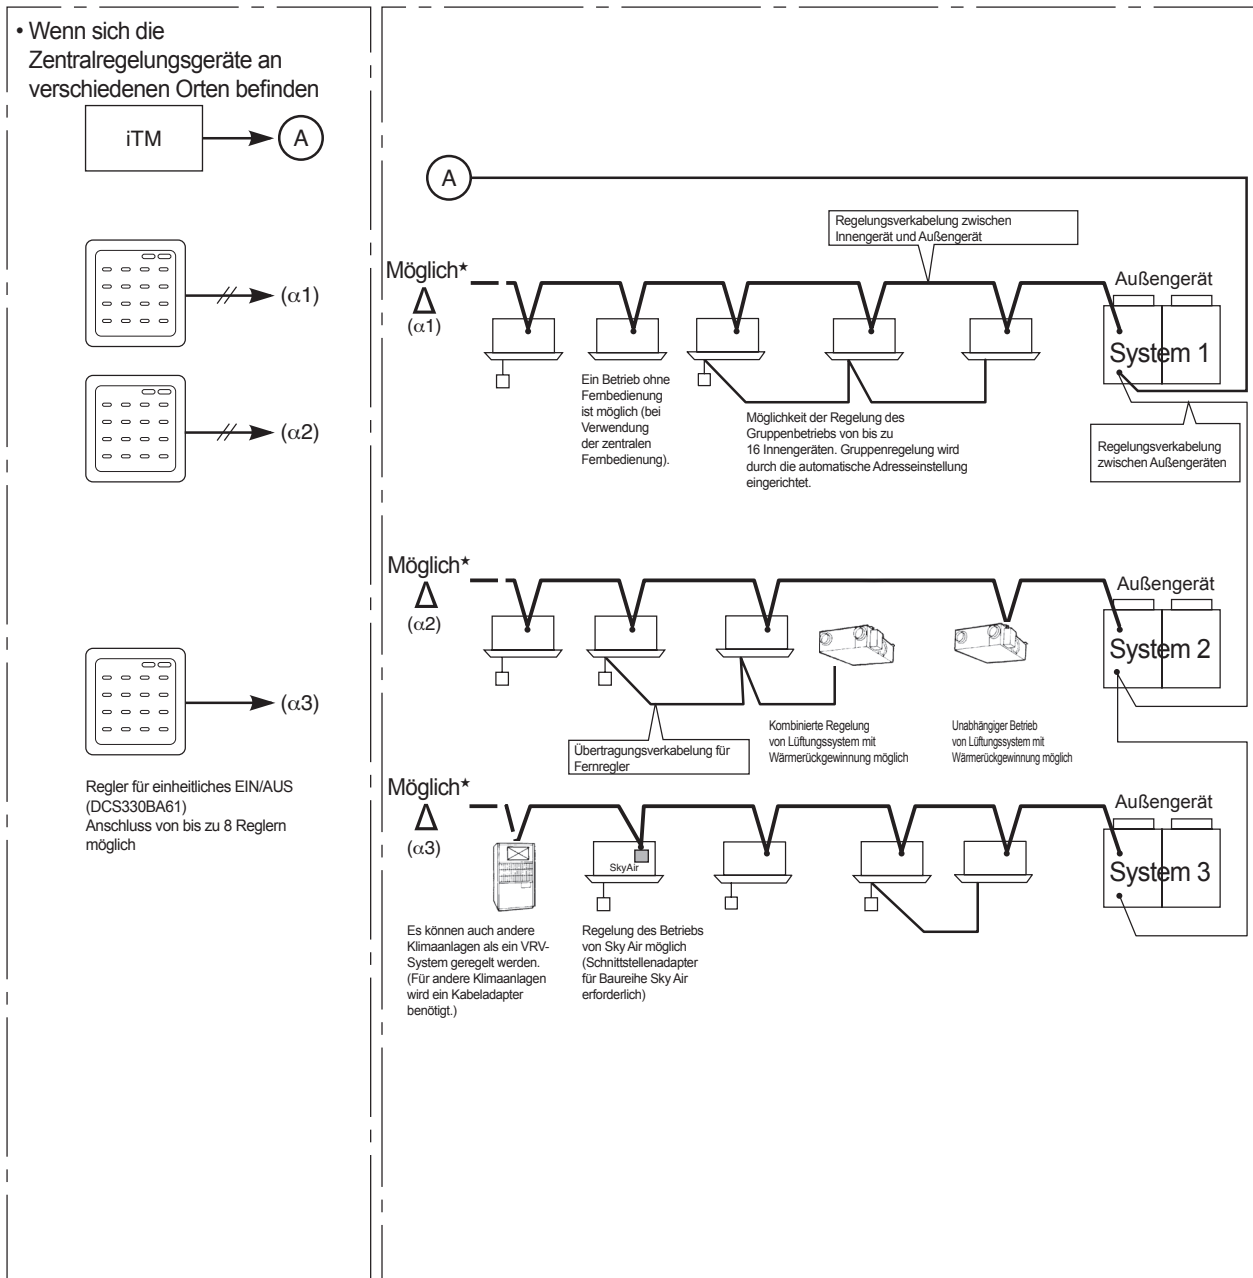 • Wenn sich die
Zentralregelungsgeräte an
verschiedenen Orten befinden
iTM
A
(α1)
(α2)
(α3)
Regler für einheitliches EIN/AUS
(DCS330BA61)
Anschluss von bis zu 8 Reglern
möglich
A
Regelungsverkabelung zwischen
Innengerät und Außengerät
Möglich★
(α1)
Außengerät
System 1
Ein Betrieb ohne
Fernbedienung
ist möglich (bei
Verwendung
der zentralen
Fernbedienung).
Möglichkeit der Regelung des
Gruppenbetriebs von bis zu
16 Innengeräten. Gruppenregelung wird
durch die automatische Adresseinstellung
eingerichtet.
Regelungsverkabelung
zwischen Außengeräten
Möglich★
(α2)
Außengerät
System 2
Übertragungsverkabelung für
Fernregler
Kombinierte Regelung
von Lüftungssystem mit
Wärmerückgewinnung möglich
Unabhängiger Betrieb
von Lüftungssystem mit
Wärmerückgewinnung möglich
Möglich★
(α3)
SkyAir
Außengerät
System 3
Es können auch andere
Klimaanlagen als ein VRV-
System geregelt werden.
(Für andere Klimaanlagen
wird ein Kabeladapter
benötigt.)
Regelung des Betriebs
von Sky Air möglich
(Schnittstellenadapter
für Baureihe Sky Air
erforderlich)